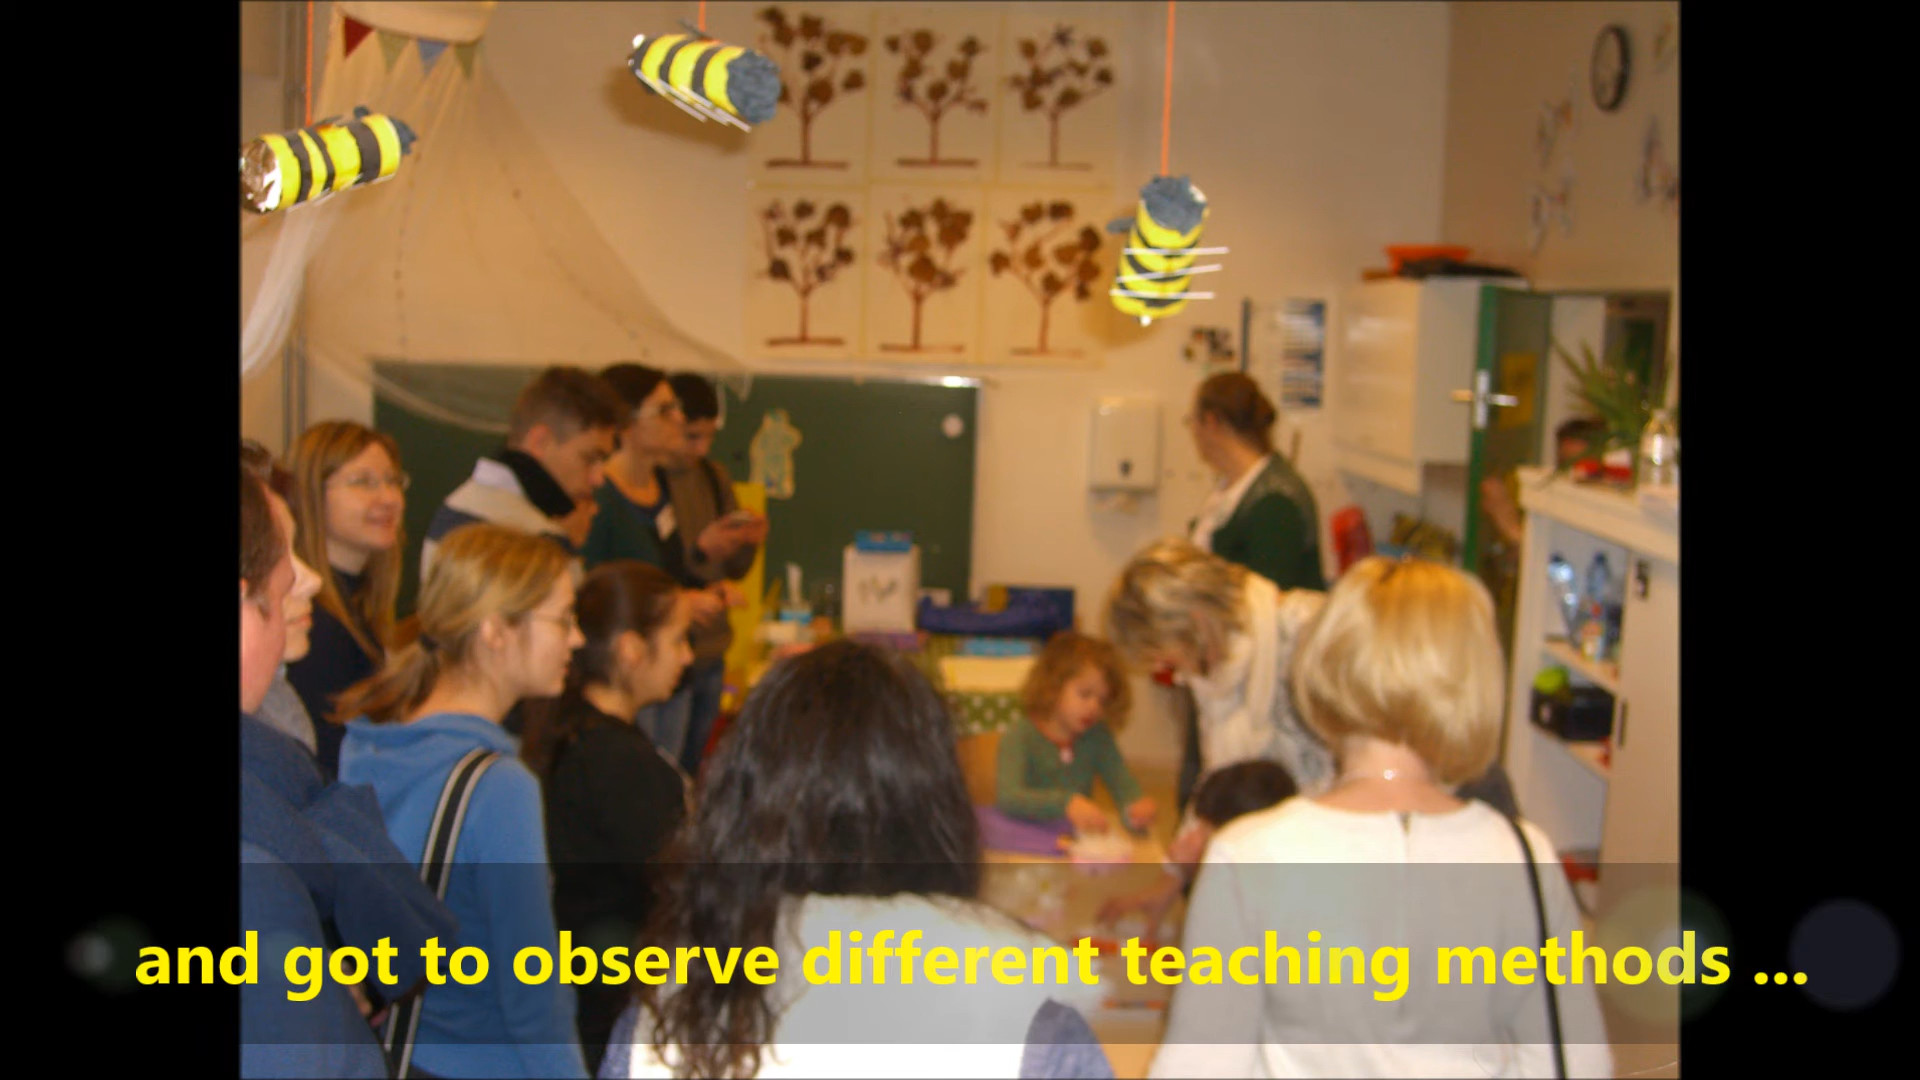 and got to observe different teaching methods ...